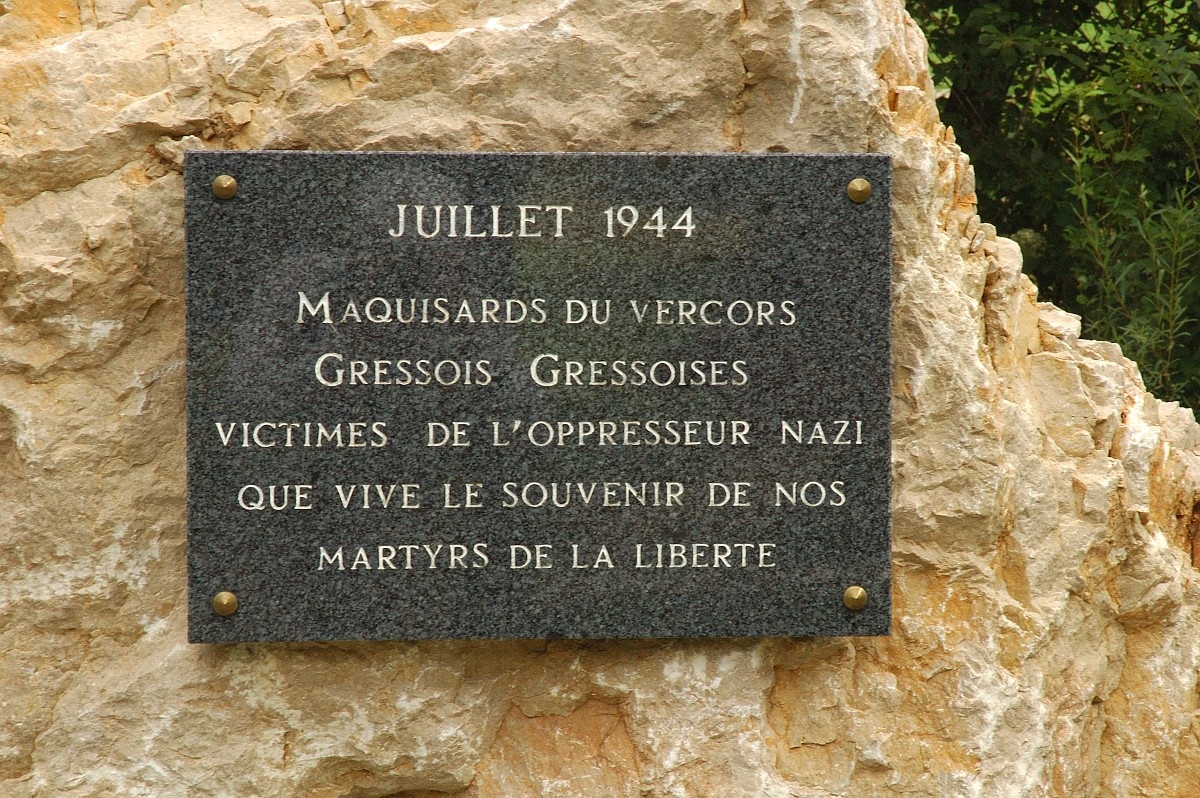 JUILLET 1944
MAQUISARDS DU VERCORS
GRESSOIS GRESSOISES
VICTIMES DE L'OPPRESSEUR NAZI
QUE VIVE LE SOUVENIR DE NOS
MARTYRS DE LA LIBERTE